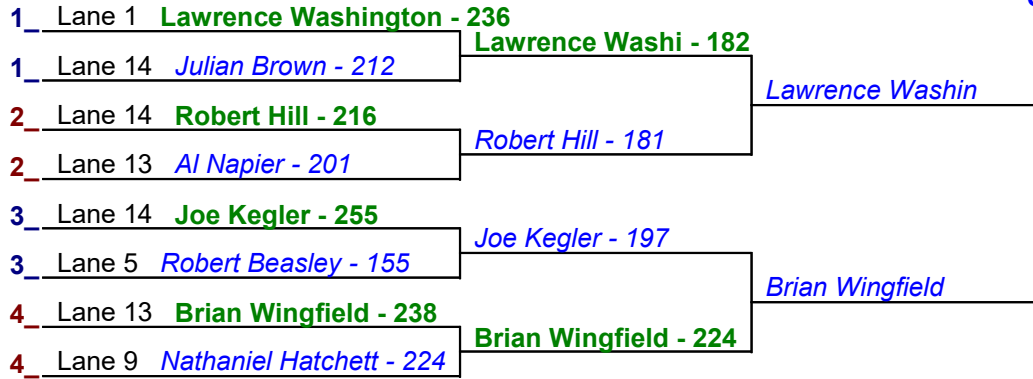 1_ Lane 1 Lawrence Washington - 236
Lawrence Washi - 182
1_ Lane 14 Julian Brown - 212
Lawrence Washin
2_ Lane 14 Robert Hill - 216
Robert Hill - 181
2_ Lane 13 Al Napier - 201
3_ Lane 14 Joe Kegler - 255
Joe Kegler - 197
3_ Lane 5 Robert Beasley - 155
Brian Wingfield
4_ Lane 13 Brian Wingfield - 238
Brian Wingfield - 224
4_ Lane 9 Nathaniel Hatchett - 224